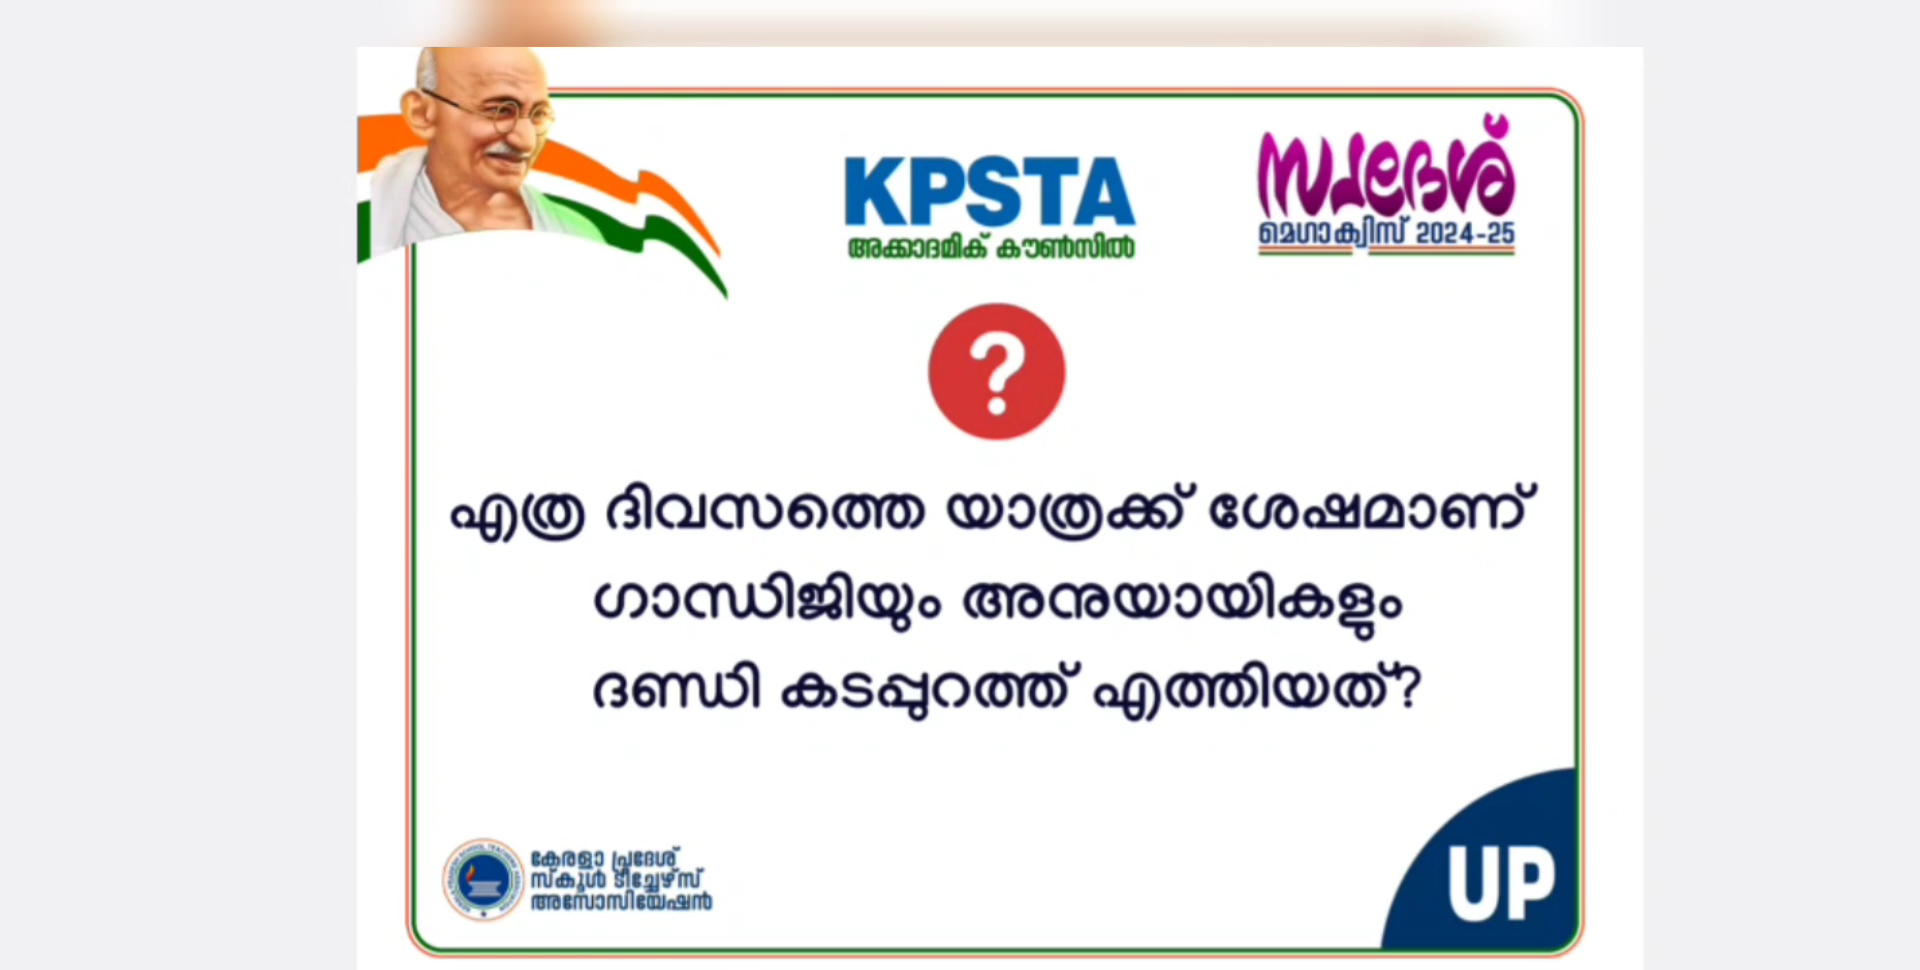 KPSTA
അക്കാദമിക് കൗൺസിൽ
സ്വദേശ്
മെഗാക്വിസ് 2024-25
?
എത്ര ദിവസത്തെ യാത്രക്ക് ശേഷമാണ്
ഗാന്ധിജിയും അനുയായികളും
ദണ്ഡി കടപ്പുറത്ത് എത്തിയത്?
കേരളാ പ്രദേശ്
സ്കൂൾ ടീച്ചേഴ്സ്
അസോസിയേഷൻ
UP